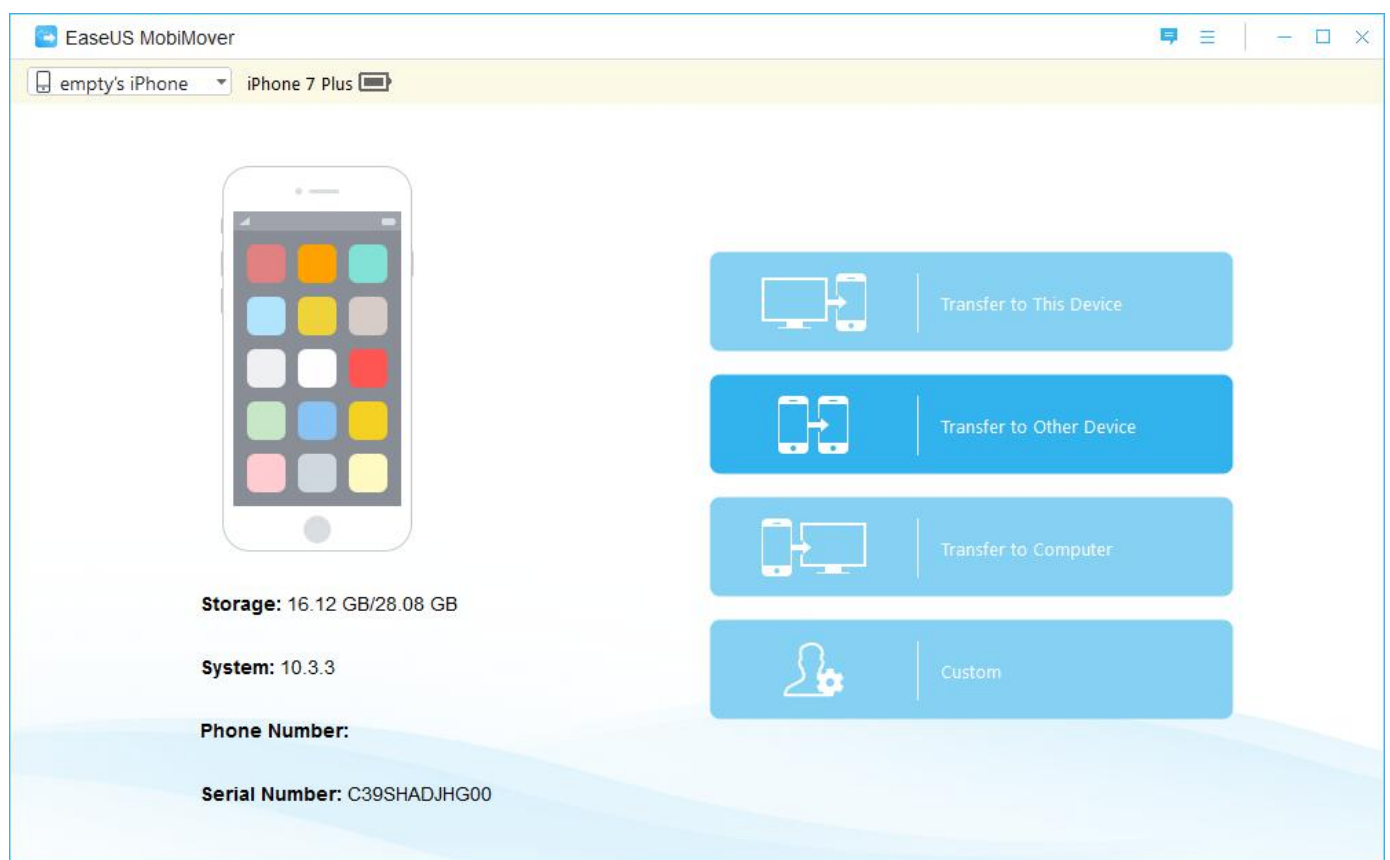 EaseUS MobiMover
empty's iPhone
iPhone 7 Plus
Transfer to This Device
Transfer to Other Device
Transfer to Computer
Custom
Storage: 16.12 GB/28.08 GB
System: 10.3.3
Phone Number:
Serial Number: C39SHADJHG00